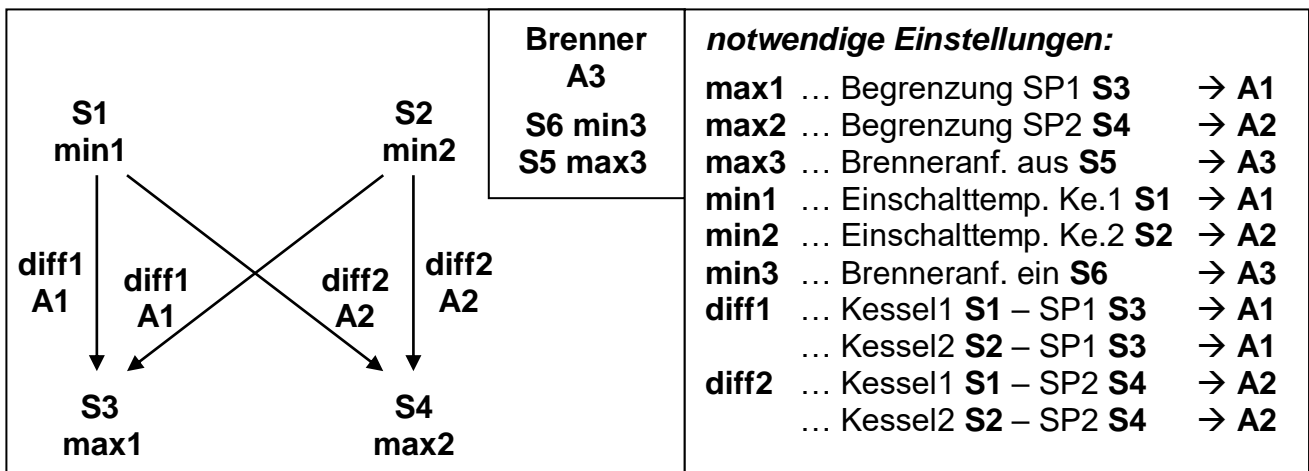 S1
min1
S2
min2
diff1
A1
diff1
A1
diff2
A2
diff2
A2
S3
max1
S4
max2
Brenner
A3
S6 min3
S5 max3
notwendige Einstellungen:
max1 … Begrenzung SP1 S3 → A1
max2 … Begrenzung SP2 S4 → A2
max3 … Brenneranf. aus S5 → A3
min1 … Einschalttemp. Ke.1 S1 → A1
min2 … Einschalttemp. Ke.2 S2 → A2
min3 … Brenneranf. ein S6 → A3
diff1 … Kessel1 S1 – SP1 S3 → A1
… Kessel2 S2 – SP1 S3 → A1
diff2 … Kessel1 S1 – SP2 S4 → A2
… Kessel2 S2 – SP2 S4 → A2